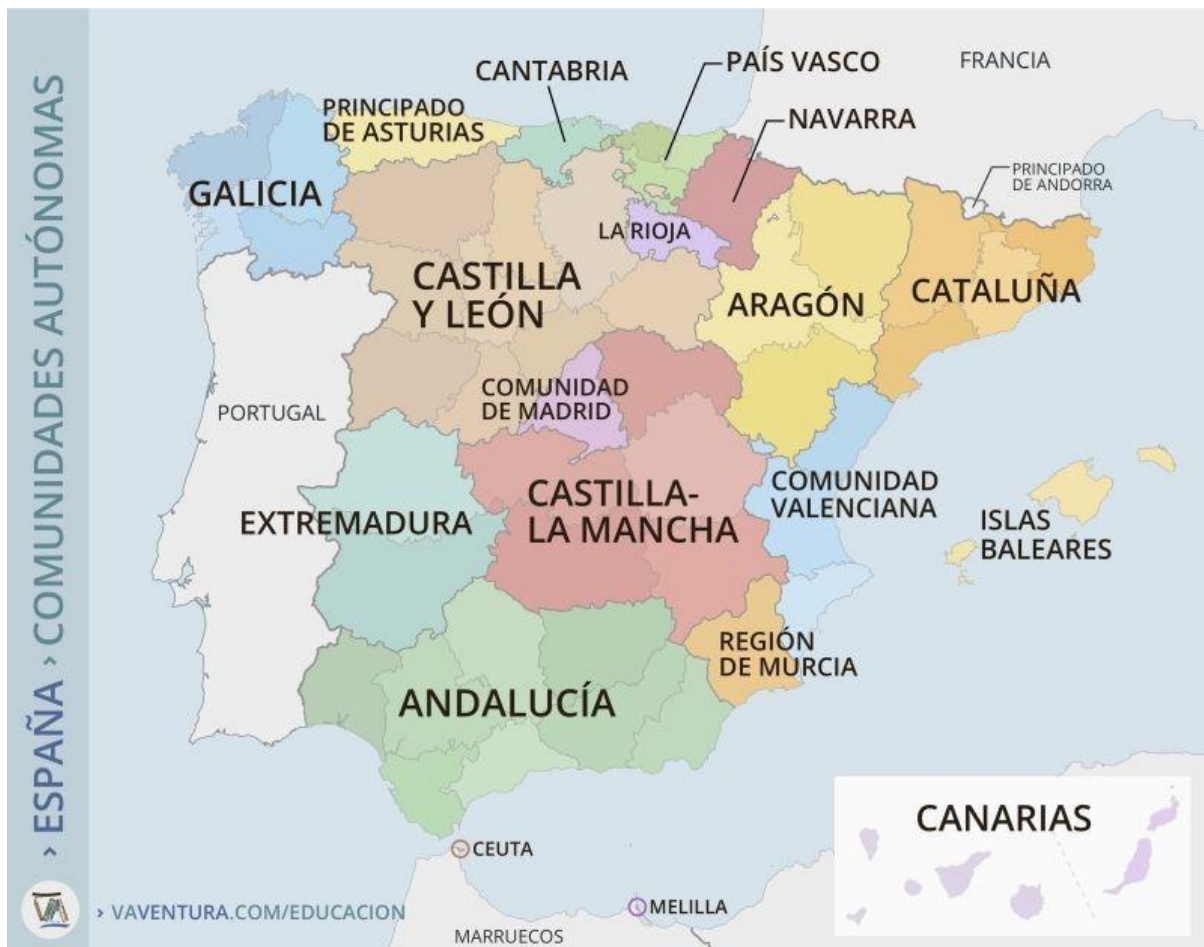 > ESPAÑA > COMUNIDADES AUTÓNOMAS
CANTABRIA
PAÍS VASCO
FRANCIA
PRINCIPADO
DE ASTURIAS
NAVARRA
PRINCIPADO
DE ANDORRA
GALICIA
LA RIOJA
CASTILLA
Y LEÓN
ARAGÓN
CATALUÑA
COMUNIDAD
DE MADRID
PORTUGAL
EXTREMADURA
CASTILLA-
LA MANCHA
COMUNIDAD
VALENCIANA
ISLAS
BALEARES
REGIÓN
DE MURCIA
ANDALUCÍA
CANARIAS
CEUTA
MELILLA
> VAVENTURA.COM/EDUCACION
MARRUECOS